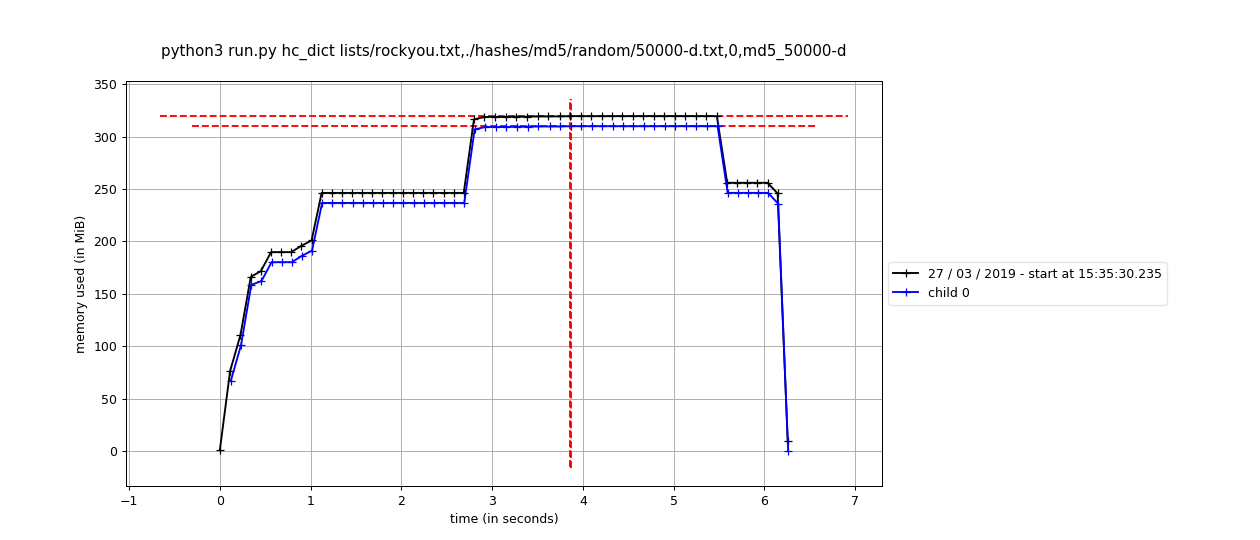 python3 run.py hc_dict lists/rockyou.txt,./hashes/md5/random/50000-d.txt,0,md5_50000-d
350
300
250
200
150
100
50
0
memory used (in MiB)
−1 0 1 2 3 4 5 6 7
time (in seconds)
27 / 03 / 2019 - start at 15:35:30.235
child 0